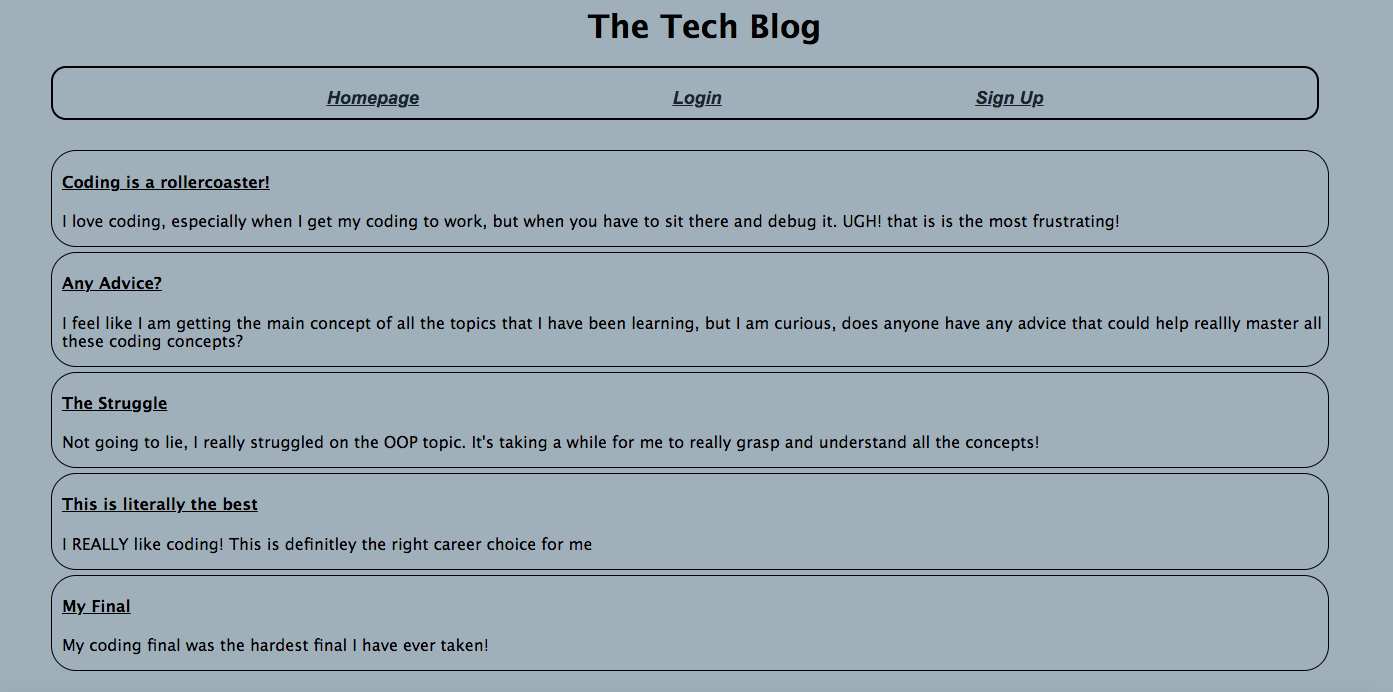 The Tech Blog
Homepage Login Sign Up
Coding is a rollercoaster!
I love coding, especially when I get my coding to work, but when you have to sit there and debug it. UGH! that is is the most frustrating!
Any Advice?
I feel like I am getting the main concept of all the topics that I have been learning, but I am curious, does anyone have any advice that could help reallly master all
these coding concepts?
The Struggle
Not going to lie, I really struggled on the OOP topic. It's taking a while for me to really grasp and understand all the concepts!
This is literally the best
I REALLY like coding! This is definitley the right career choice for me
My Final
My coding final was the hardest final I have ever taken!